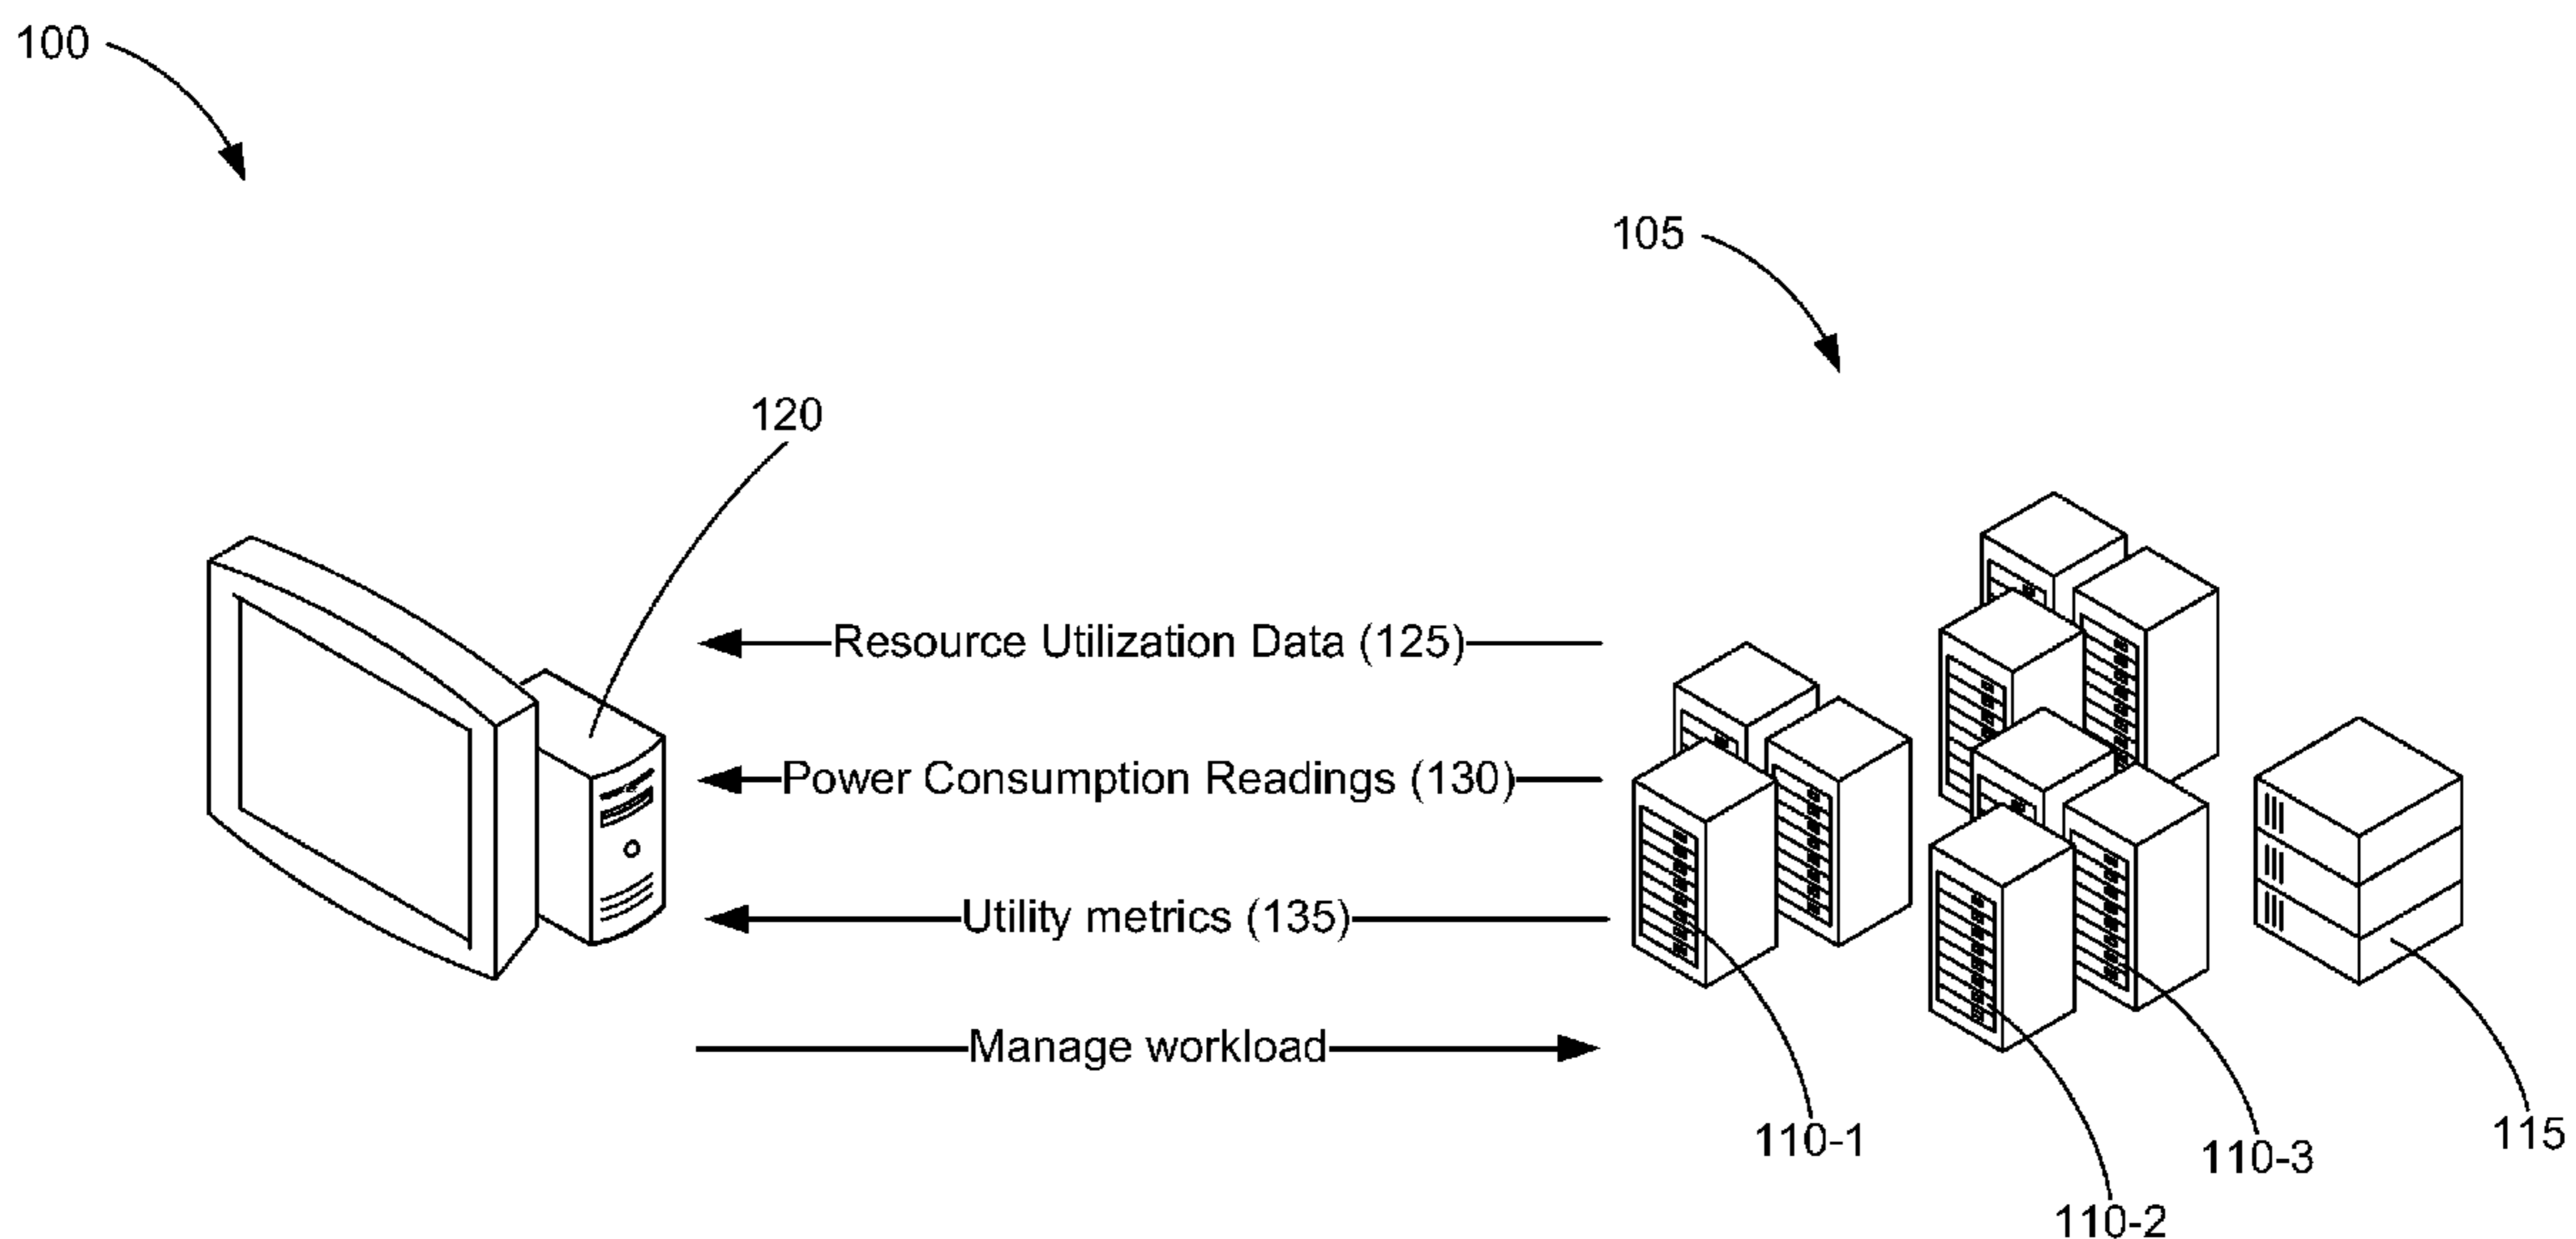 100
105
120
Resource Utilization Data (125)
Power Consumption Readings (130)
Utility metrics (135)
Manage workload
110-1
110-2
110-3
115